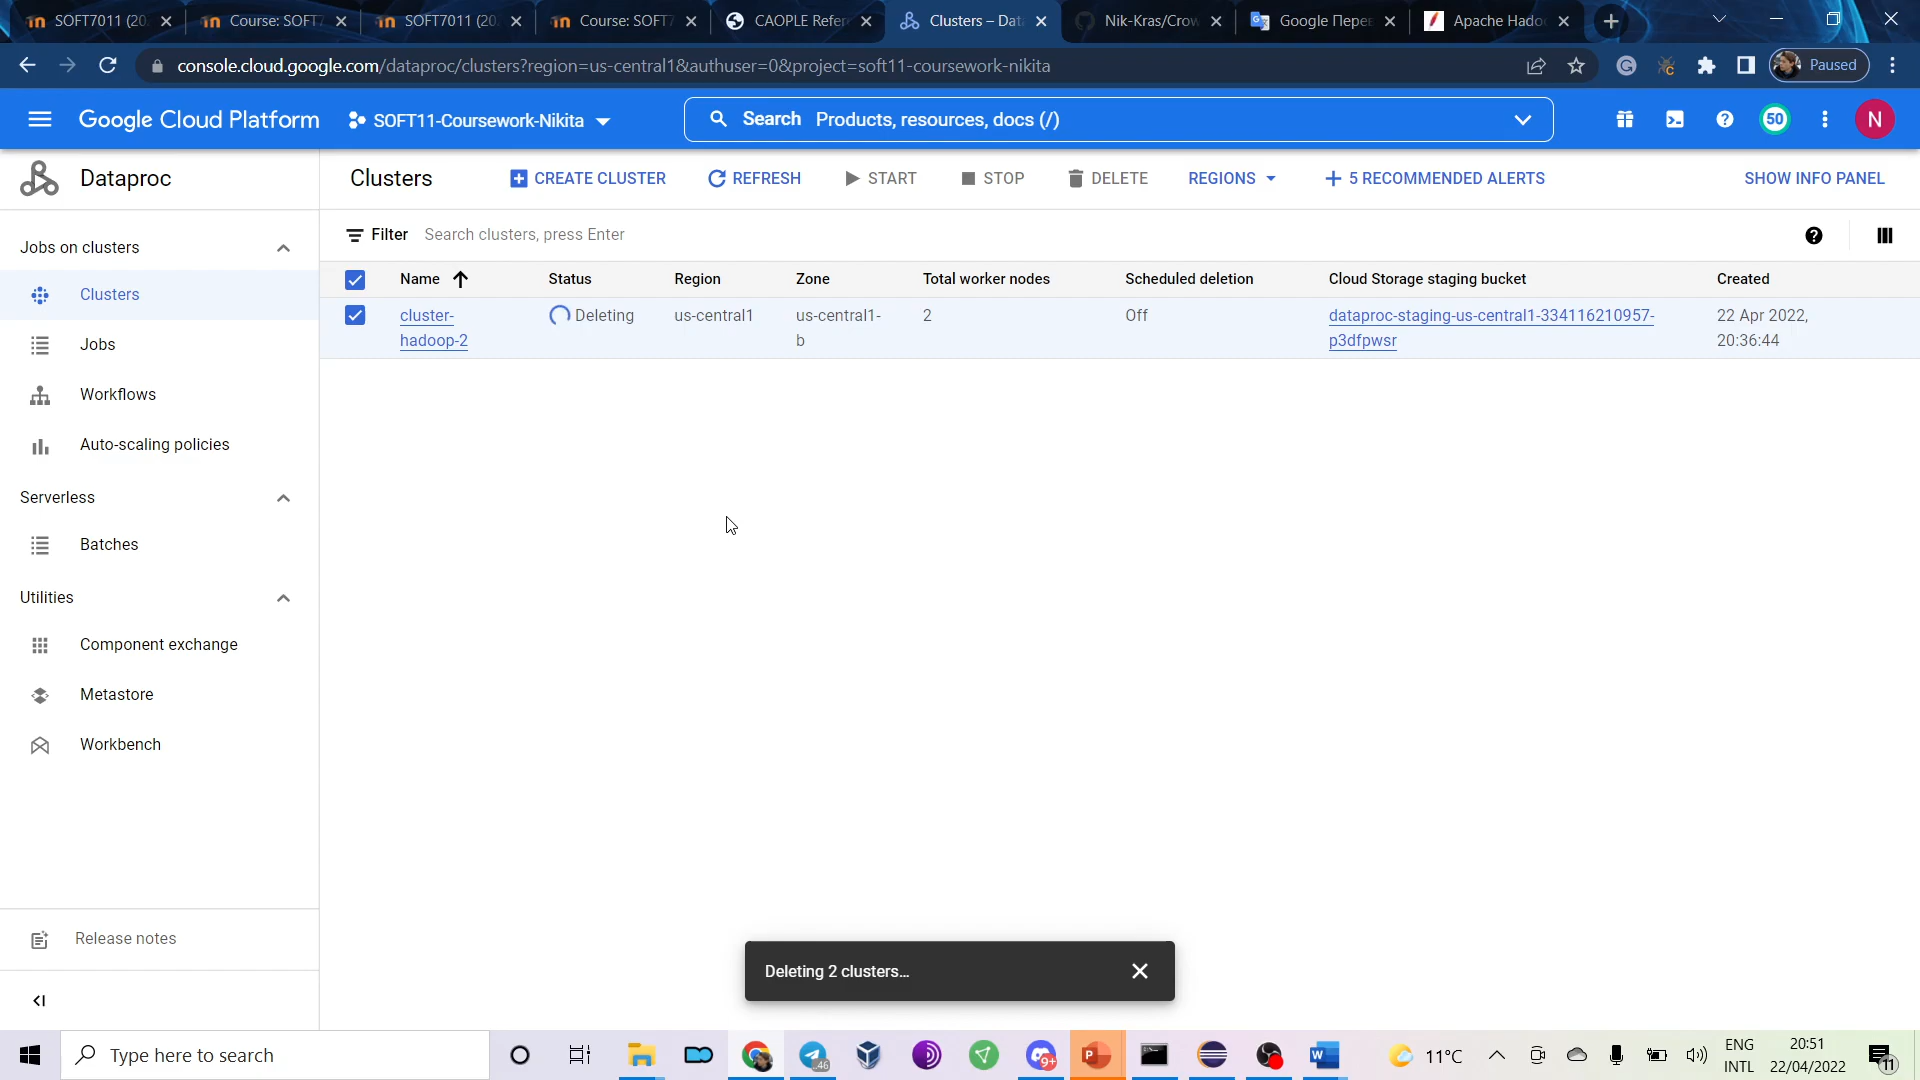 SOFT7011 (20
Course: SOFT7
SOFT7011 (20
Course: SOFT7
CAOPLE Refer
Clusters – Dat
Nik-Kras/Crow
Google Пере
Apache Hado
console.cloud.google.com/dataproc/clusters?region=us-central1&authuser=0&project=soft11-coursework-nikita
Paused
Google Cloud Platform
SOFT11-Coursework-Nikita
Search Products, resources, docs (/)
50
N
Dataproc
Clusters
CREATE CLUSTER
REFRESH
START
STOP
DELETE
REGIONS
5 RECOMMENDED ALERTS
SHOW INFO PANEL
Jobs on clusters
Clusters
Jobs
Workflows
Auto-scaling policies
Serverless
Batches
Utilities
Component exchange
Metastore
Workbench
Release notes
Filter Search clusters, press Enter
Name Status Region Zone Total worker nodes Scheduled deletion Cloud Storage staging bucket Created
cluster- Deleting us-central1 us-central1- 2 Off dataproc-staging-us-central1-334116210957- 22 Apr 2022,
hadoop-2 b p3dfpwsr 20:36:44
Deleting 2 clusters...
Type here to search
46
9+
11°C
ENG
INTL
20:51
22/04/2022
11